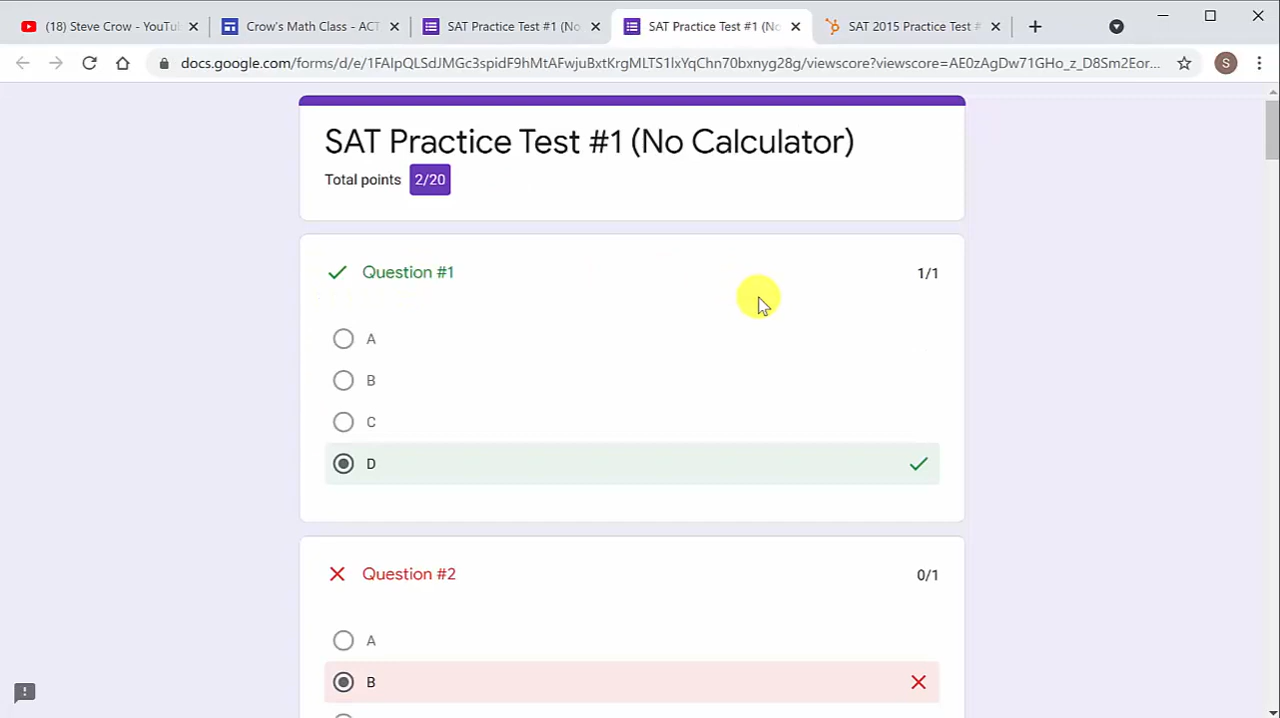 (18) Steve Crow - YouTu
Crow's Math Class - ACT
SAT Practice Test #1 (No
SAT Practice Test #1 (No
SAT 2015 Practice Test #
docs.google.com/forms/d/e/1FAIpQLSdJMGc3spidF9hMtAFwjuBxtKrgMLTS1lxYqChn70bxnyg28g/viewscore?viewscore=AE0zAgDw71GHo_z_D8Sm2Eor...
S
SAT Practice Test #1 (No Calculator)
Total points 2/20
Question #1 1/1
A
B
C
D
Question #2 0/1
A
B